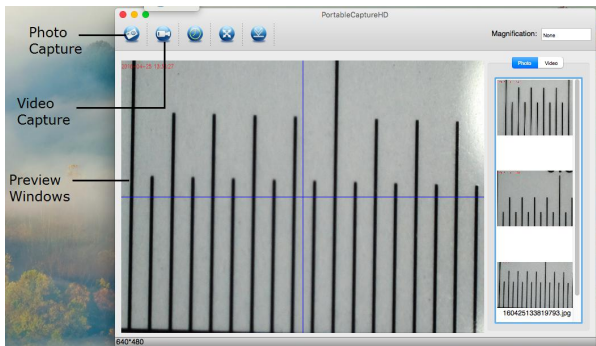 PortableCaptureHD
Photo
Capture
Magnification:
None
Photo
Video
Video
Capture
Preview
Windows
160425133819793.jpg
640*480